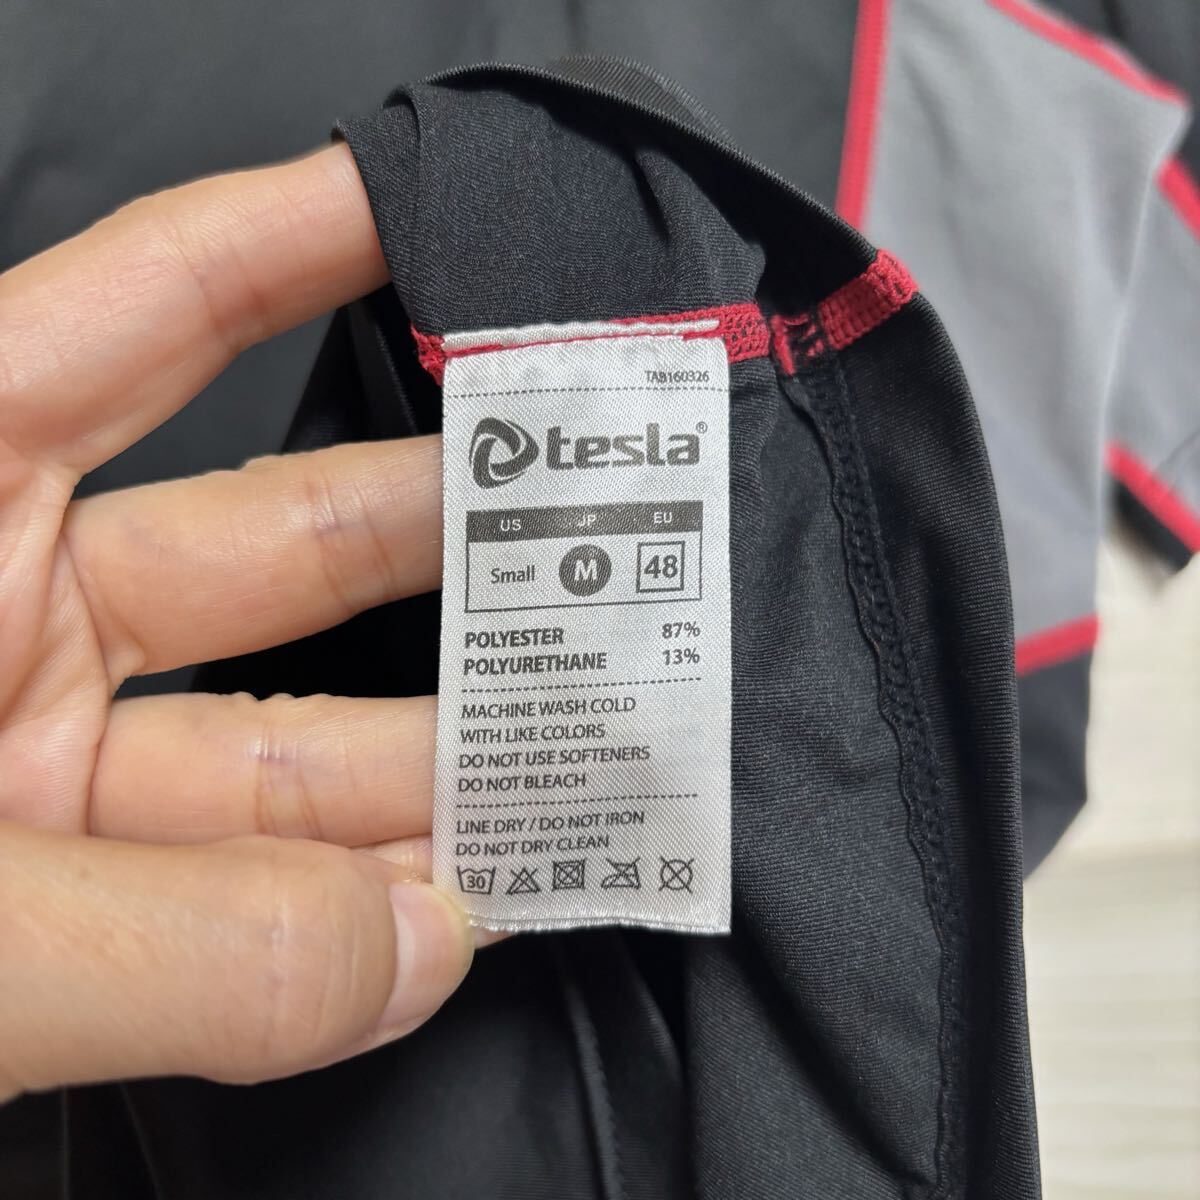 TAB160326
tesla®
US JP EU
Small M 48
POLYESTER 87%
POLYURETHANE 13%
MACHINE WASH COLD
WITH LIKE COLORS
DO NOT USE SOFTENERS
DO NOT BLEACH
LINE DRY / DO NOT IRON
DO NOT DRY CLEAN
30